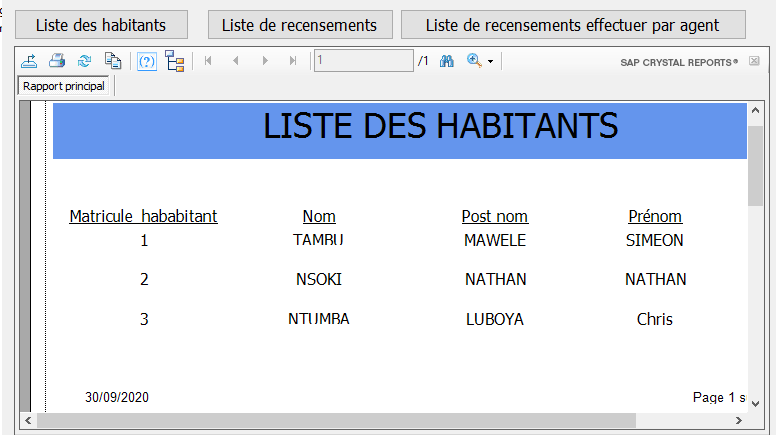 Liste des habitants Liste de recensements Liste de recensements effectuer par agent
1 /1 SAP CRYSTAL REPORTS®
Rapport principal
LISTE DES HABITANTS
Matricule_hababitant Nom Post nom Prénom
1 TAMBU MAWELE SIMEON
2 NSOKI NATHAN NATHAN
3 NTUMBA LUBOYA Chris
30/09/2020 Page 1 s